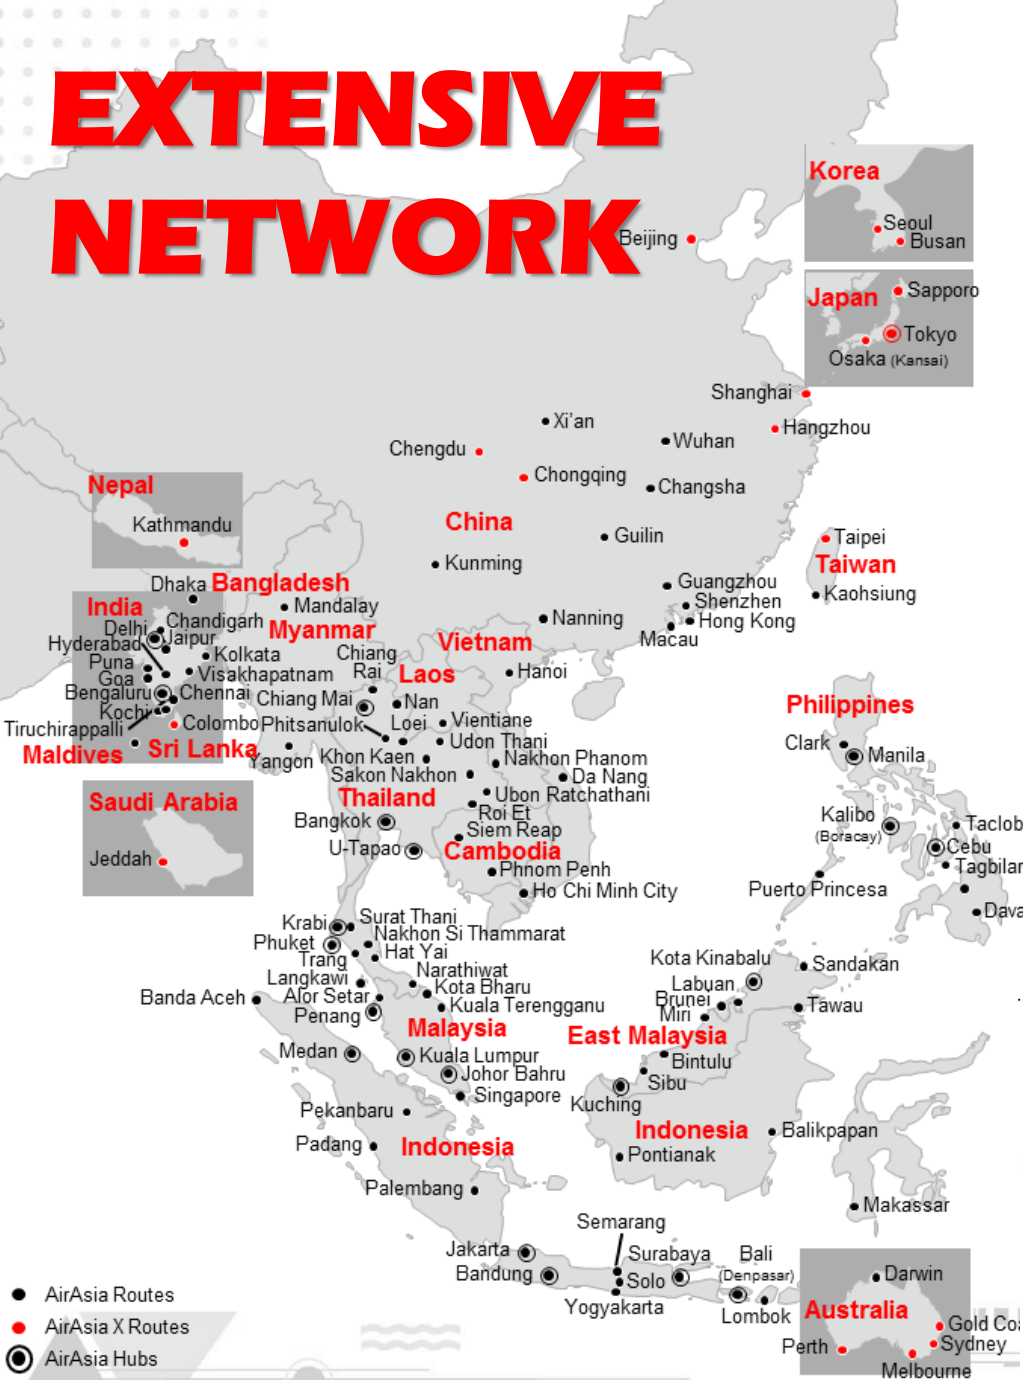 EXTENSIVE
NETWORK
Beijing
Korea
Seoul
Busan
Japan
Sapporo
Tokyo
Osaka (Kansai)
Shanghai
Hangzhou
Xi'an
Wuhan
Chengdu
Chongqing
Changsha
China
Guilin
Kunming
Taipei
Taiwan
Kaohsiung
Guangzhou
Shenzhen
Hong Kong
Macau
Nanning
Nepal
Kathmandu
Dhaka
Bangladesh
India
Chandigarh
Delhi
Jaipur
Hyderabad
Kolkata
Puna
Visakhapatnam
Goa
Bengaluru
Chennai
Kochi
Colombo
Tiruchirappalli
Maldives
Sri Lanka
Mandalay
Myanmar
Yangon
Vietnam
Hanoi
Chiang
Rai
Laos
Chiang Mai
Nan
Phitsanulok
Loei
Vientiane
Udon Thani
Khon Kaen
Nakhon Phanom
Sakon Nakhon
Da Nang
Thailand
Ubon Ratchathani
Roi Et
Bangkok
Siem Reap
U-Tapao
Cambodia
Phnom Penh
Ho Chi Minh City
Saudi Arabia
Jeddah
Philippines
Clark
Manila
Kalibo
(Boracay)
Taclob
Cebu
Tagbilar
Puerto Princesa
Dava
Krabi
Surat Thani
Phuket
Nakhon Si Thammarat
Trang
Hat Yai
Langkawi
Narathiwat
Alor Setar
Kota Bharu
Banda Aceh
Penang
Kuala Terengganu
Malaysia
Kota Kinabalu
Sandakan
Labuan
Brunei
Tawau
Miri
East Malaysia
Medan
Kuala Lumpur
Johor Bahru
Singapore
Bintulu
Sibu
Kuching
Pekanbaru
Indonesia
Balikpapan
Padang
Indonesia
Pontianak
Palembang
Makassar
Semarang
Jakarta
Surabaya
Bali
(Denpasar)
Bandung
Solo
Yogyakarta
Lombok
Darwin
Australia
Gold Coa
Perth
Sydney
Melbourne
AirAsia Routes
AirAsia X Routes
AirAsia Hubs